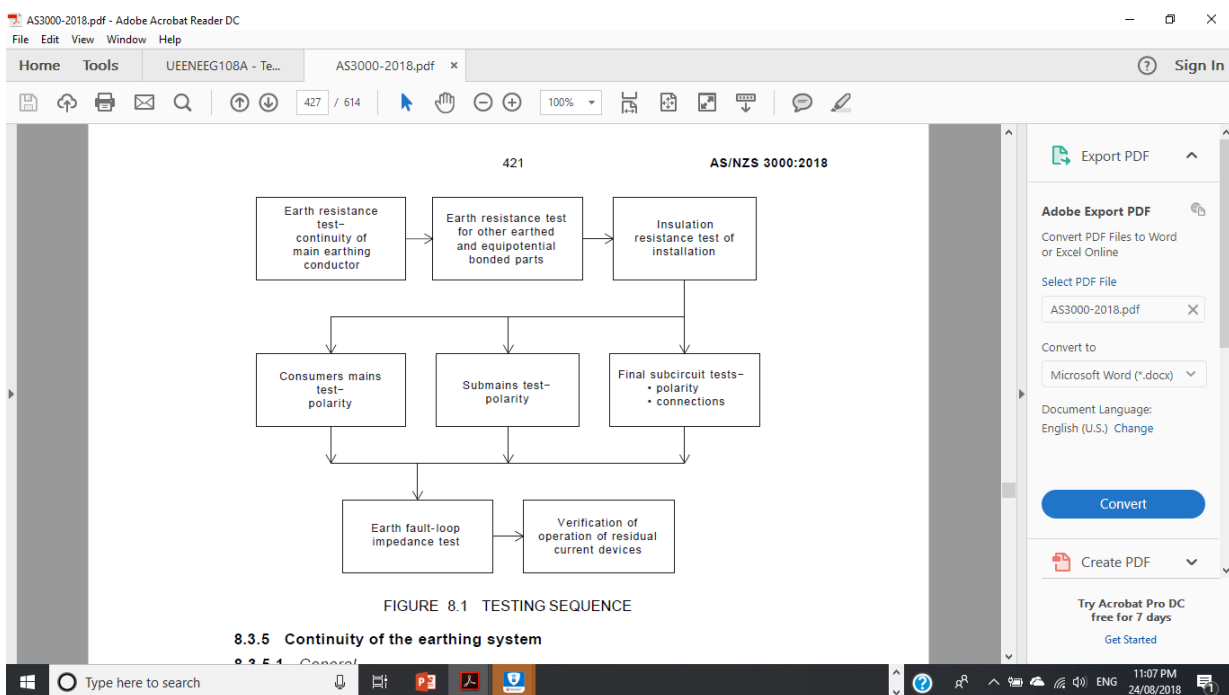 AS3000-2018.pdf - Adobe Acrobat Reader DC
File Edit View Window Help
Home Tools UEENEEG108A - Te... AS3000-2018.pdf × ? Sign In
427 / 614 100%
421 AS/NZS 3000:2018
Earth resistance
test–
continuity of
main earthing
conductor
Earth resistance test
for other earthed
and equipotential
bonded parts
Insulation
resistance test of
installation
Consumers mains
test–
polarity
Submains test–
polarity
Final subcircuit tests–
• polarity
• connections
Earth fault-loop
impedance test
Verification of
operation of residual
current devices
FIGURE 8.1 TESTING SEQUENCE
8.3.5 Continuity of the earthing system
8.3.5.1 General
Export PDF
Adobe Export PDF
Convert PDF Files to Word
or Excel Online
Select PDF File
AS3000-2018.pdf
Convert to
Microsoft Word (*.docx)
Document Language:
English (U.S.) Change
Convert
Create PDF
Try Acrobat Pro DC
free for 7 days
Get Started
Type here to search
ENG
11:07 PM
24/08/2018